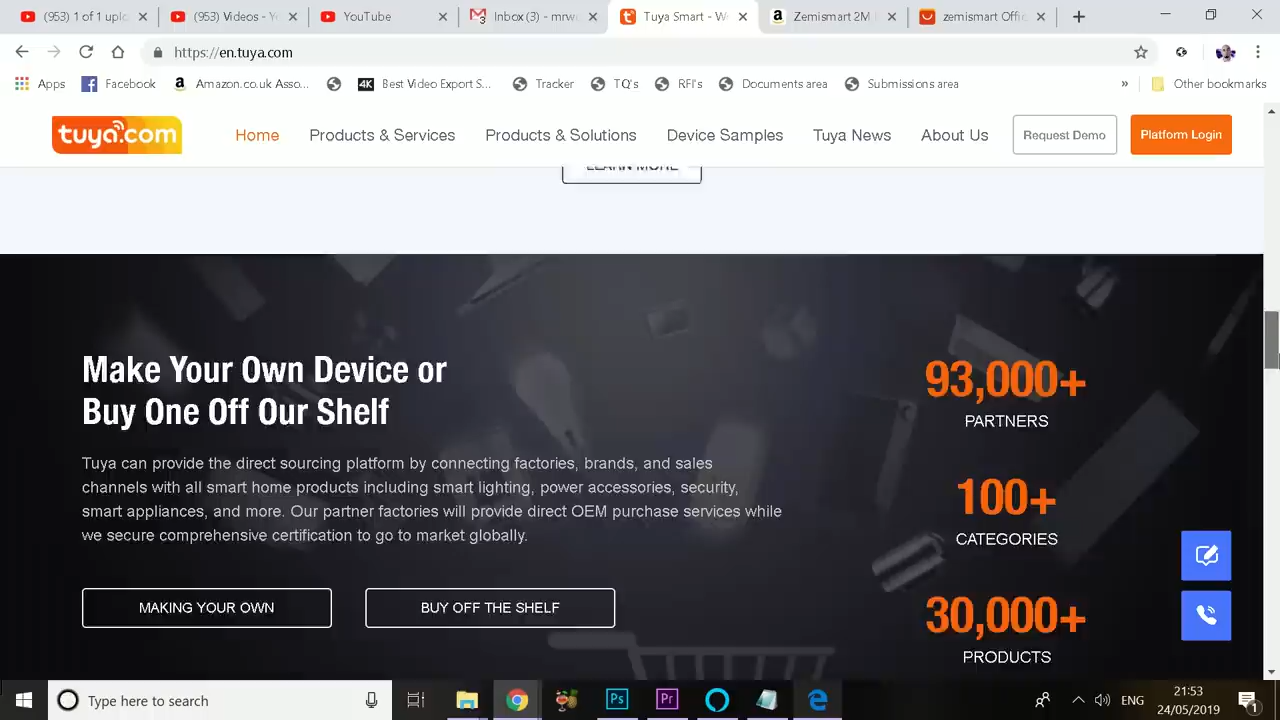 (953) 1 of 1 uploa
(953) Videos - Yo
YouTube
Inbox (3) - mrw
Tuya Smart - W
Zemismart 2M
zemismart Offic
https://en.tuya.com
Apps
Facebook
Amazon.co.uk Asso...
4K
Best Video Export S...
Tracker
TQ's
RFI's
Documents area
Submissions area
»
Other bookmarks
tuya.com
Home
Products & Services
Products & Solutions
Device Samples
Tuya News
About Us
Request Demo
Platform Login
LEARN MORE
Make Your Own Device or
Buy One Off Our Shelf
Tuya can provide the direct sourcing platform by connecting factories, brands, and sales
channels with all smart home products including smart lighting, power accessories, security,
smart appliances, and more. Our partner factories will provide direct OEM purchase services while
we secure comprehensive certification to go to market globally.
MAKING YOUR OWN
BUY OFF THE SHELF
93,000+
PARTNERS
100+
CATEGORIES
30,000+
PRODUCTS
Type here to search
Ps
Pr
ENG
21:53
24/05/2019
1